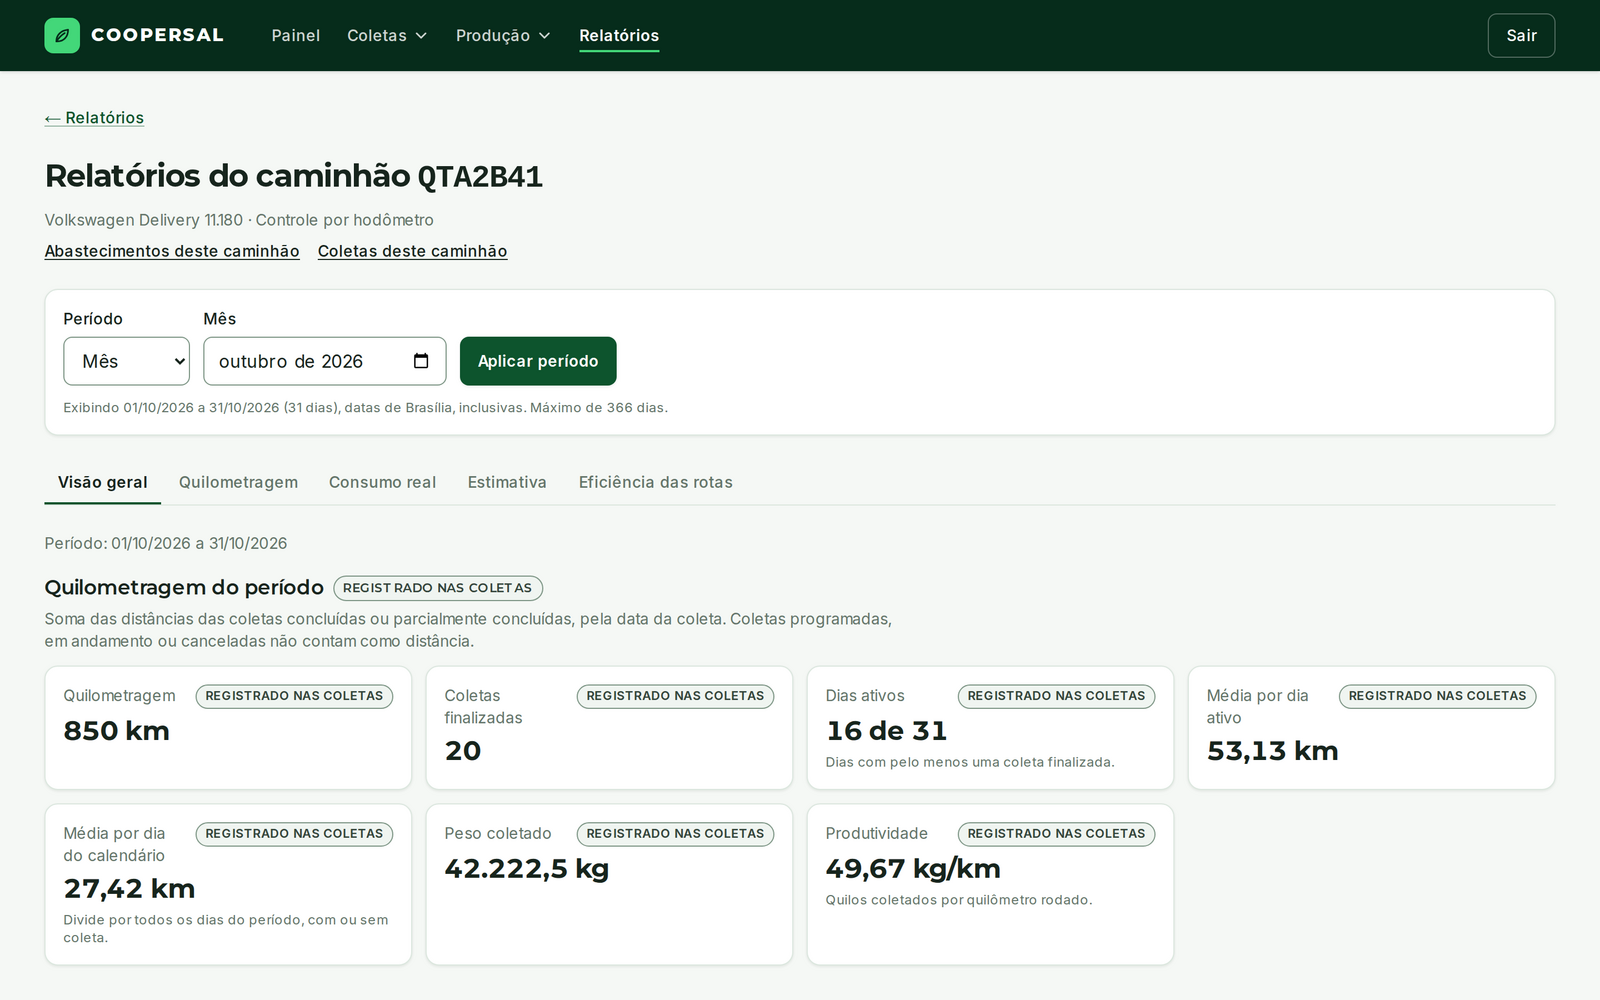 COOPERSAL
Painel
Coletas
Produção
Relatórios
Sair
← Relatórios
Relatórios do caminhão QTA2B41
Volkswagen Delivery 11.180 · Controle por hodômetro
Abastecimentos deste caminhão
Coletas deste caminhão
Período
Mês
Mês
outubro de 2026
Aplicar período
Exibindo 01/10/2026 a 31/10/2026 (31 dias), datas de Brasília, inclusivas. Máximo de 366 dias.
Visão geral
Quilometragem
Consumo real
Estimativa
Eficiência das rotas
Período: 01/10/2026 a 31/10/2026
Quilometragem do período
REGISTRADO NAS COLETAS
Soma das distâncias das coletas concluídas ou parcialmente concluídas, pela data da coleta. Coletas programadas,
em andamento ou canceladas não contam como distância.
Quilometragem
REGISTRADO NAS COLETAS
850 km
Coletas
finalizadas
REGISTRADO NAS COLETAS
20
Dias ativos
REGISTRADO NAS COLETAS
16 de 31
Dias com pelo menos uma coleta finalizada.
Média por dia
ativo
REGISTRADO NAS COLETAS
53,13 km
Média por dia
do calendário
REGISTRADO NAS COLETAS
27,42 km
Divide por todos os dias do período, com ou sem
coleta.
Peso coletado
REGISTRADO NAS COLETAS
42.222,5 kg
Produtividade
REGISTRADO NAS COLETAS
49,67 kg/km
Quilos coletados por quilômetro rodado.